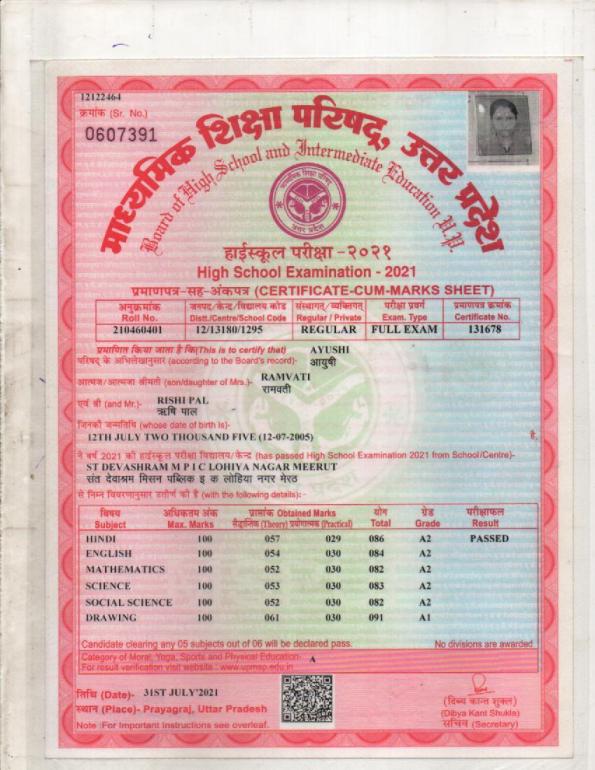 12122464
क्रमांक (Sr. No.)
0607391
माध्यमिक शिक्षा परिषद्, उत्तर प्रदेश
Board of High School and Intermediate Education U.P.
माध्यमिक शिक्षा परिषद्
उत्तर प्रदेश
हाईस्कूल परीक्षा -२०२१
High School Examination - 2021
प्रमाणपत्र-सह-अंकपत्र (CERTIFICATE-CUM-MARKS SHEET)
अनुक्रमांक जनपद/केन्द्र/विद्यालय कोड संस्थागत/व्यक्तिगत परीक्षा प्रवर्ग प्रमाणपत्र क्रमांक
Roll No. Distt./Centre/School Code Regular / Private Exam. Type Certificate No.
210460401 12/13180/1295 REGULAR FULL EXAM 131678
प्रमाणित किया जाता है कि(This is to certify that) AYUSHI
परिषद् के अभिलेखानुसार (according to the Board's record)- आयुषी
आत्मज/आत्मजा श्रीमती (son/daughter of Mrs.)- RAMVATI
रामवती
एवं श्री (and Mr.)- RISHI PAL
ऋषि पाल
जिनकी जन्मतिथि (whose date of birth is)-
12TH JULY TWO THOUSAND FIVE (12-07-2005) है,
ने वर्ष 2021 की हाईस्कूल परीक्षा विद्यालय/केन्द्र (has passed High School Examination 2021 from School/Centre)-
ST DEVASHRAM M P I C LOHIYA NAGAR MEERUT
संत देवाश्रम मिसन पब्लिक इ क लोहिया नगर मेरठ
से निम्न विवरणानुसार उत्तीर्ण की है (with the following details):-
विषय अधिकतम अंक प्राप्तांक Obtained Marks योग ग्रेड परीक्षाफल
Subject Max. Marks सैद्धान्तिक (Theory) प्रयोगात्मक (Practical) Total Grade Result
HINDI 100 057 029 086 A2 PASSED
ENGLISH 100 054 030 084 A2
MATHEMATICS 100 052 030 082 A2
SCIENCE 100 053 030 083 A2
SOCIAL SCIENCE 100 052 030 082 A2
DRAWING 100 061 030 091 A1
Candidate clearing any 05 subjects out of 06 will be declared pass. No divisions are awarded
Category of Moral, Yoga, Sports and Physical Education- A
For result verification visit website : www.upmsp.edu.in
तिथि (Date)- 31ST JULY'2021
स्थान (Place)- Prayagraj, Uttar Pradesh
Note :For Important Instructions see overleaf.
(दिव्य कान्त शुक्ल)
(Dibya Kant Shukla)
सचिव (Secretary)